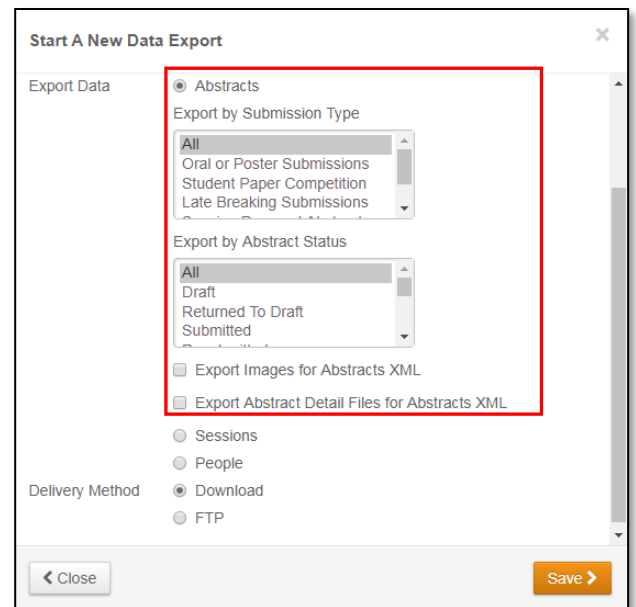 Start A New Data Export
Export Data
Abstracts
Export by Submission Type
All
Oral or Poster Submissions
Student Paper Competition
Late Breaking Submissions
Export by Abstract Status
All
Draft
Returned To Draft
Submitted
Export Images for Abstracts XML
Export Abstract Detail Files for Abstracts XML
Sessions
People
Delivery Method
Download
FTP
Close
Save